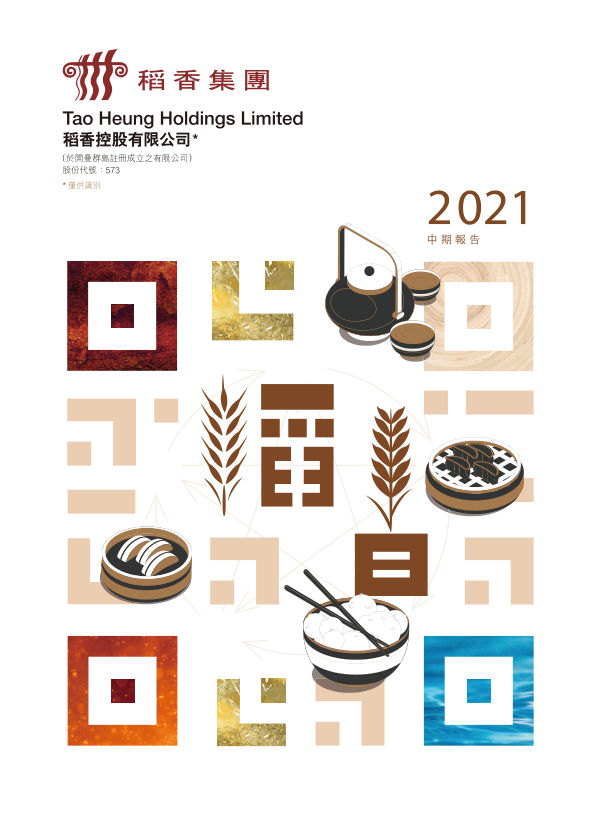 稻香集團
Tao Heung Holdings Limited
稻香控股有限公司*
(於開曼群島註冊成立之有限公司)
股份代號：573
* 僅供識別
2021
中期報告